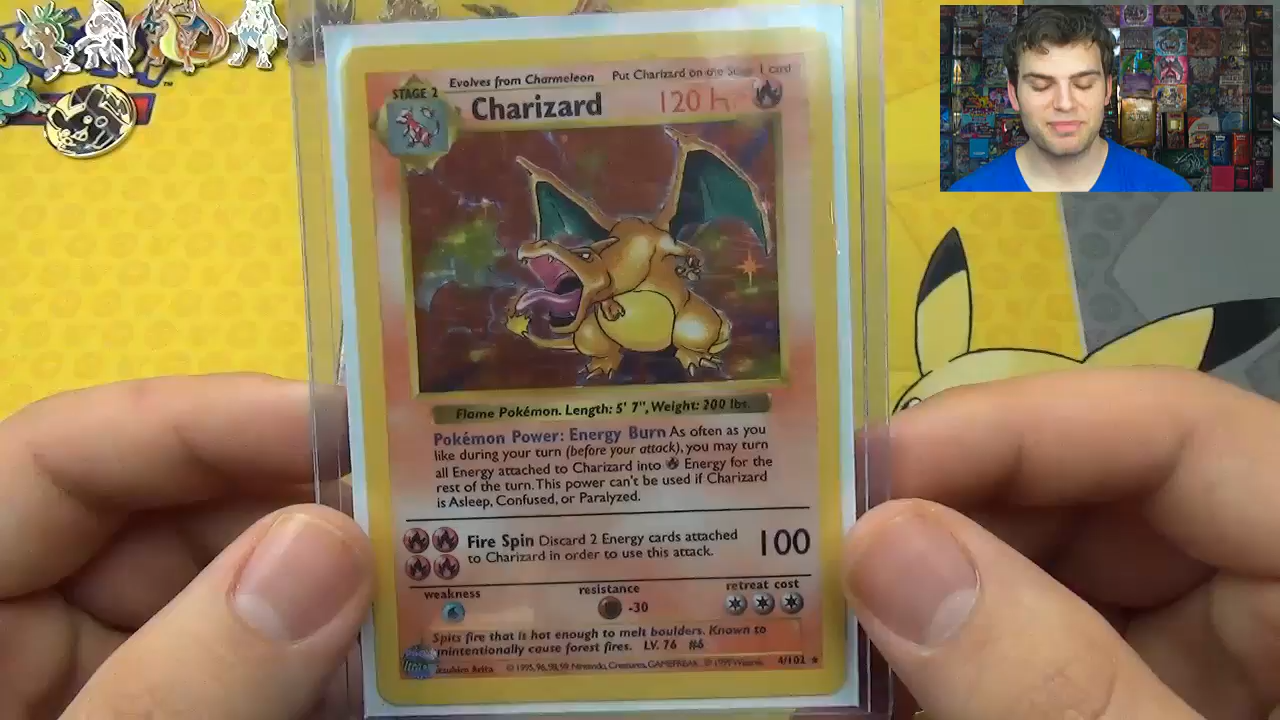 Evolves from Charmeleon Put Charizard on the Stage 1 card
STAGE 2
Charizard 120 HP
Flame Pokémon. Length: 5' 7", Weight: 200 lbs.
Pokémon Power: Energy Burn As often as you
like during your turn (before your attack), you may turn
all Energy attached to Charizard into Energy for the
rest of the turn. This power can't be used if Charizard
is Asleep, Confused, or Paralyzed.
Fire Spin Discard 2 Energy cards attached 100
to Charizard in order to use this attack.
weakness resistance retreat cost
-30
Spits fire that is hot enough to melt boulders. Known to
unintentionally cause forest fires. LV. 76 #6
Arita © 1995, 96, 98, 99 Nintendo, Creatures, GAMEFREAK. © 1999 Wizards. 4/102 ★